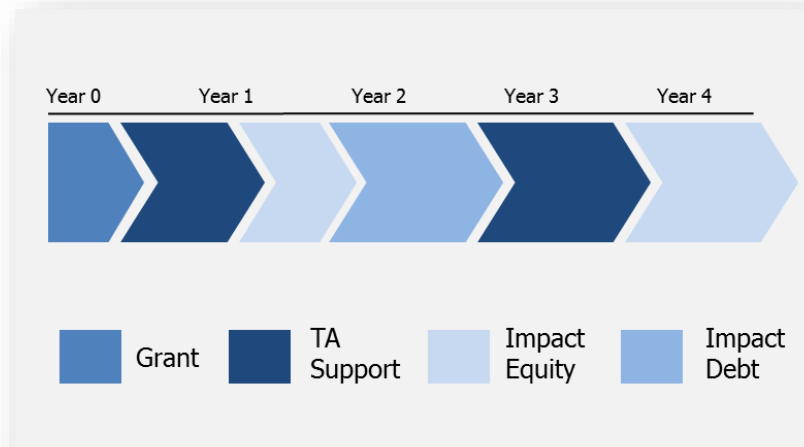 Year 0 Year 1 Year 2 Year 3 Year 4
Grant
TA
Support
Impact
Equity
Impact
Debt